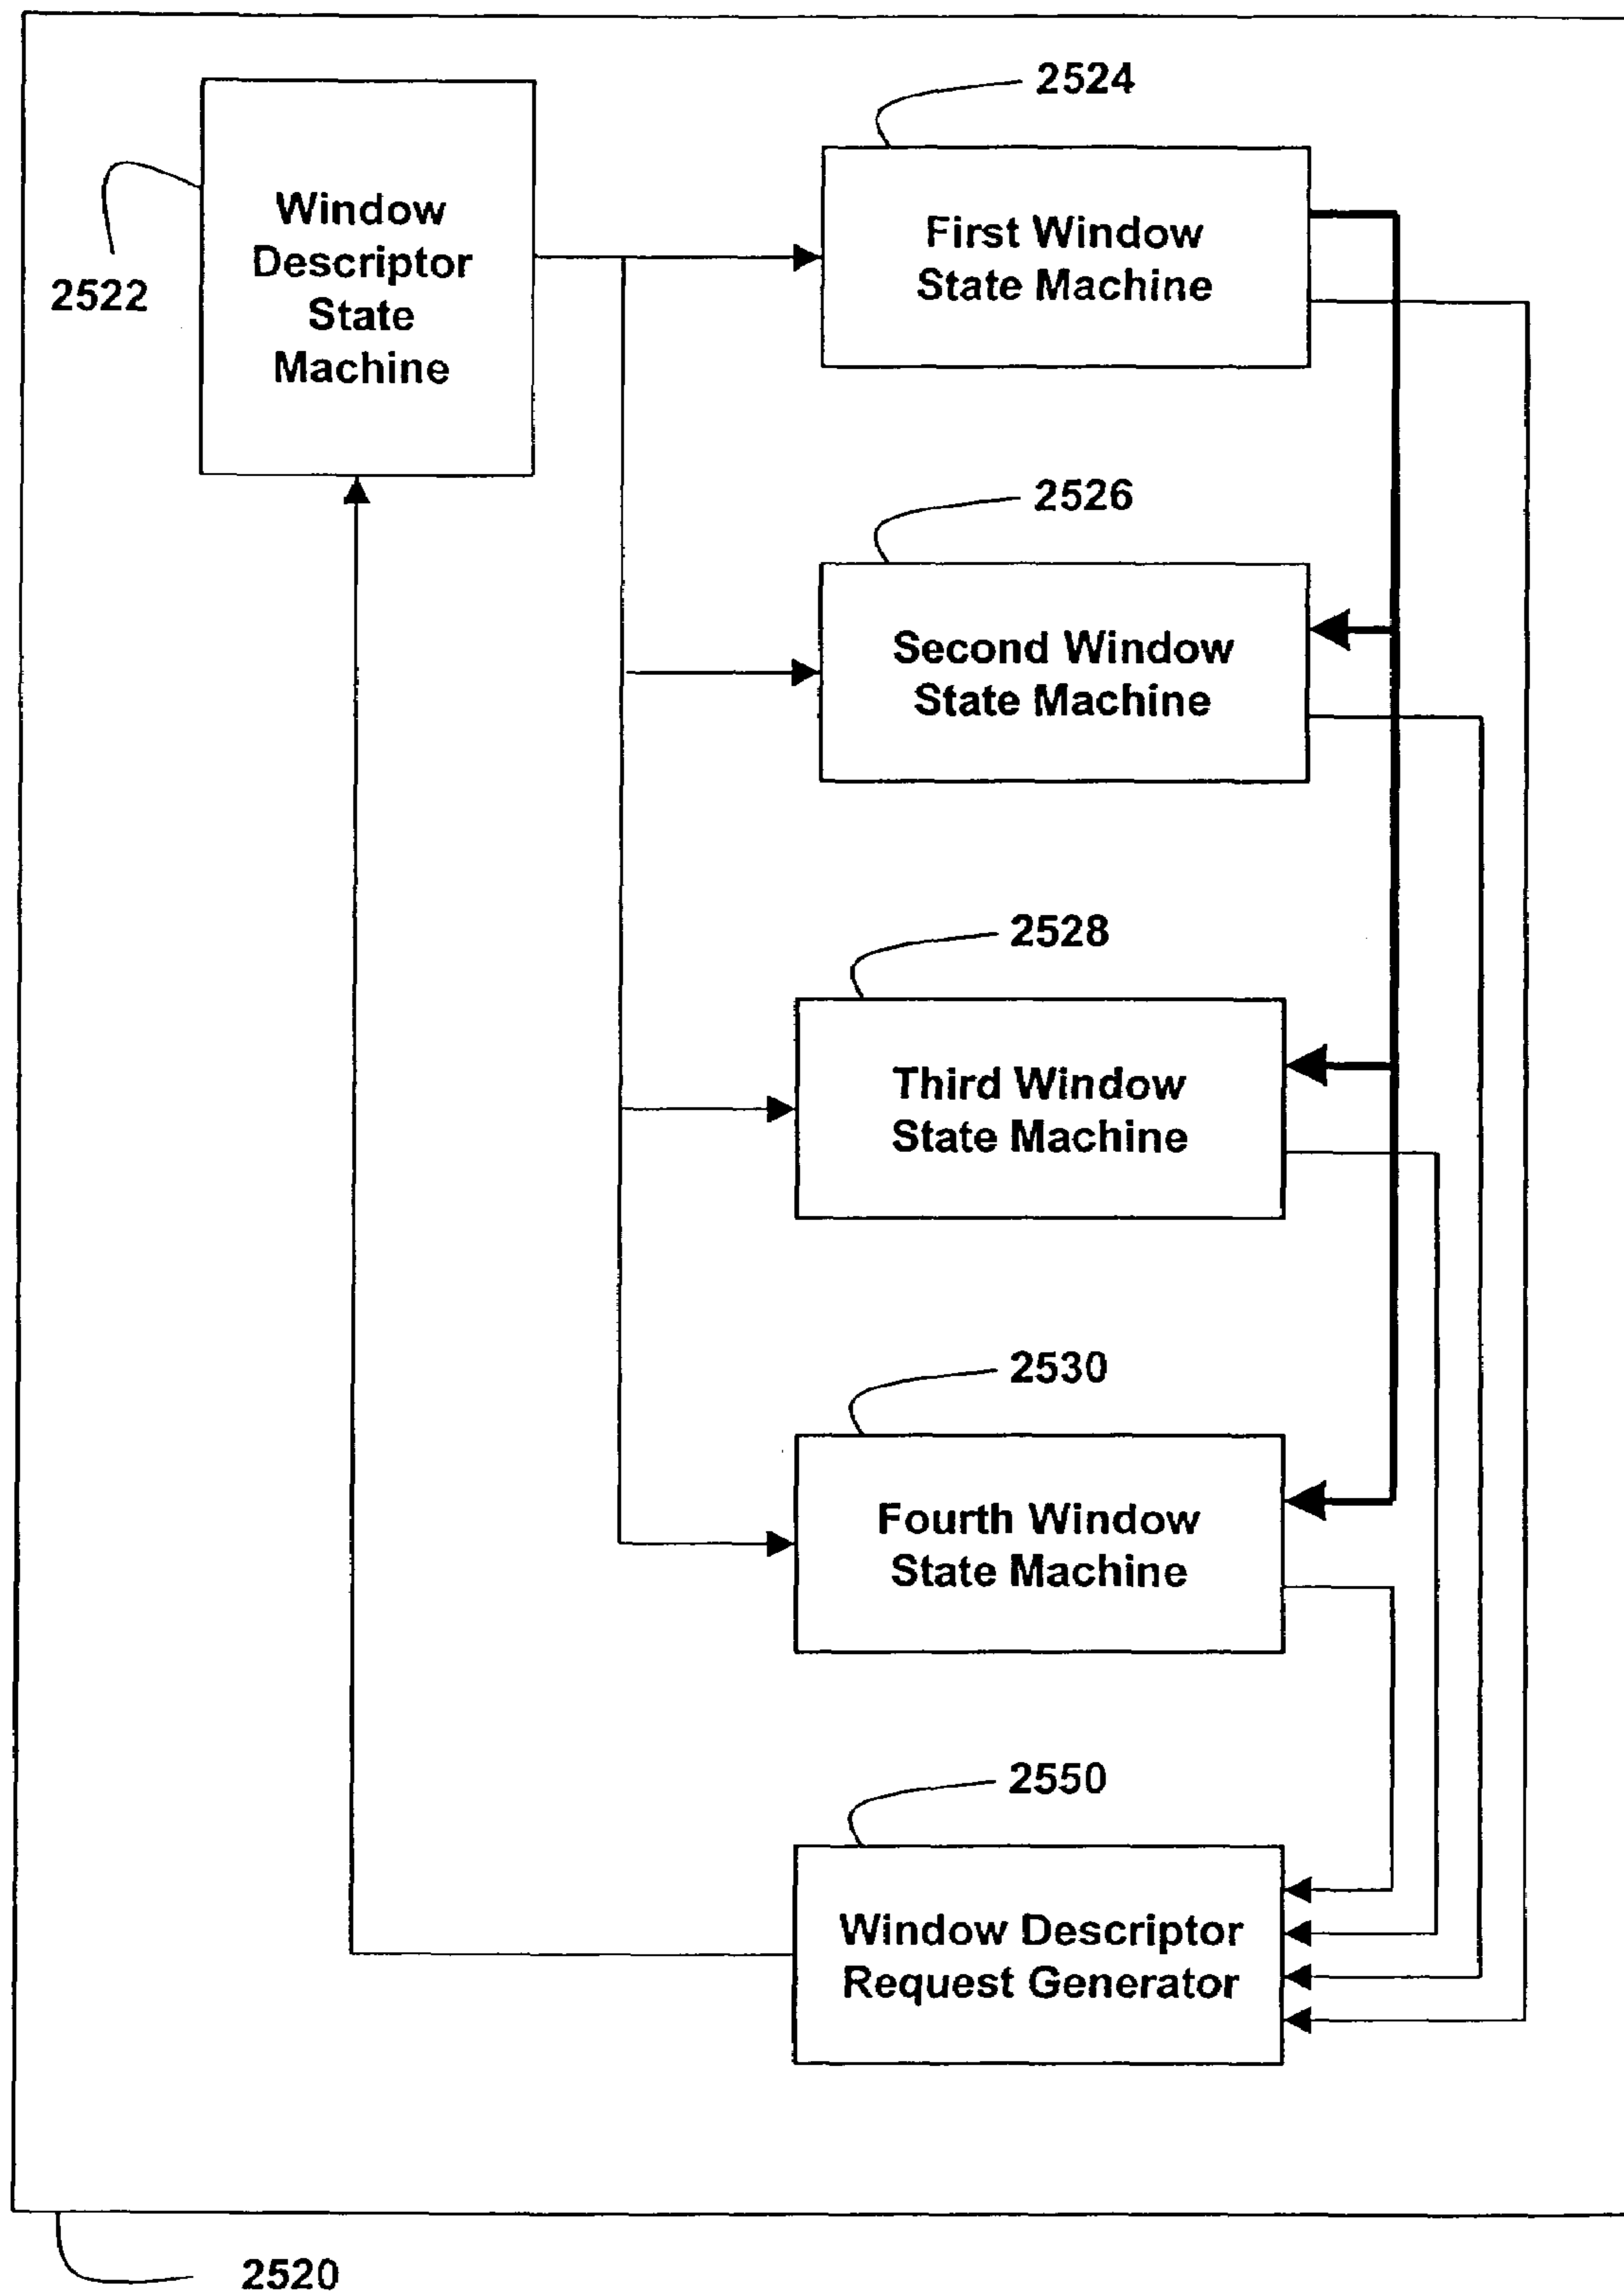 2524
Window
Descriptor
State
Machine
2522
First Window
State Machine
2526
Second Window
State Machine
2528
Third Window
State Machine
2530
Fourth Window
State Machine
2550
Window Descriptor
Request Generator
2520